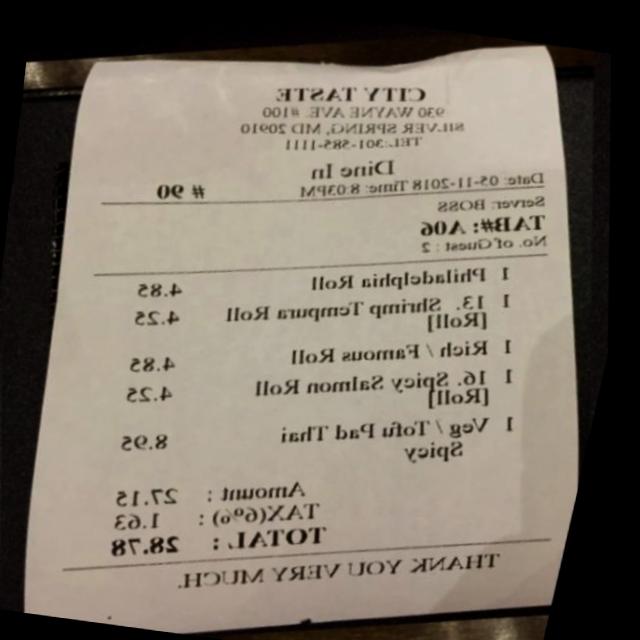 CITY TASTE
930 WAYNE AVE. #100
SILVER SPRING, MD 20910
TEL:301-585-1111
Dine In
Date: 05-11-2018 Time: 8:03PM # 90
Server: BOSS
TAB#: A06
No. of Guest : 2
1 Philadelphia Roll 4.85
1 13. Shrimp Tempura Roll 4.25
[Roll]
1 Rich / Famous Roll 4.85
1 16. Spicy Salmon Roll 4.25
[Roll]
1 Veg / Tofu Pad Thai 8.95
Spicy
Amount : 27.15
TAX(6%) : 1.63
TOTAL : 28.78
THANK YOU VERY MUCH.